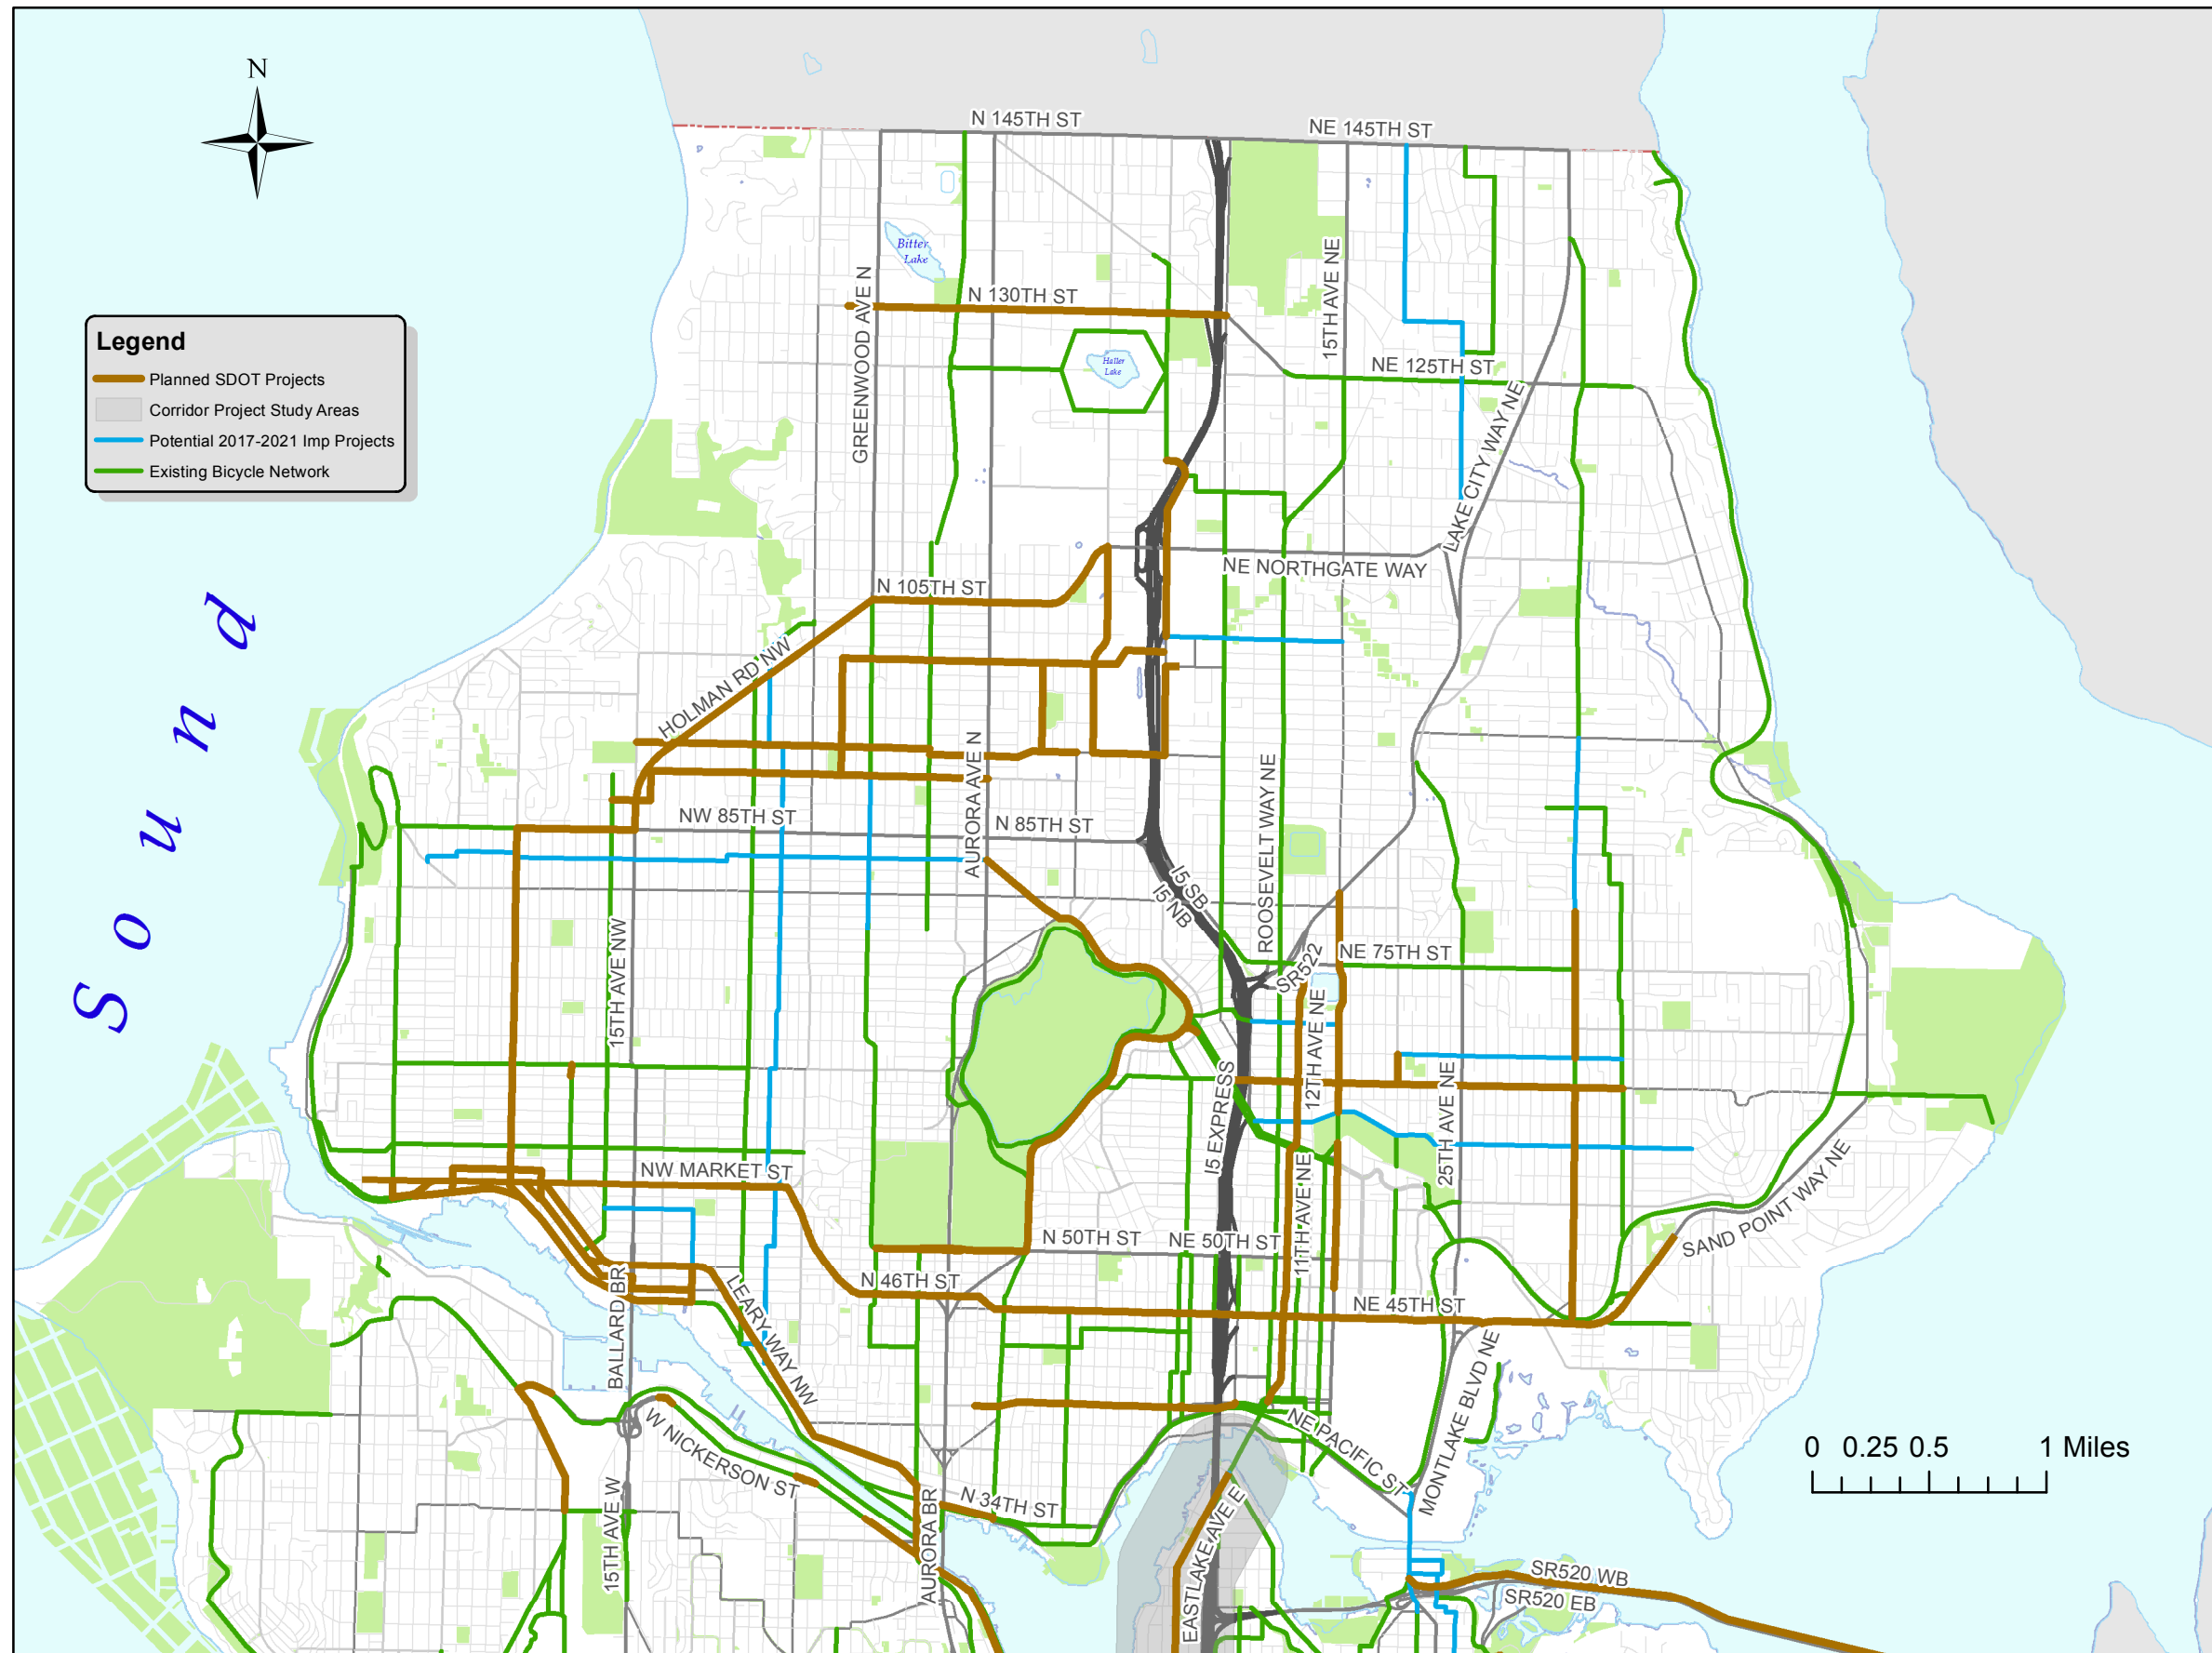 N
N 145TH ST
NE 145TH ST
Bitter
Lake
GREENWOOD AVE N
15TH AVE NE
N 130TH ST
Legend
Planned SDOT Projects
Corridor Project Study Areas
Potential 2017-2021 Imp Projects
Existing Bicycle Network
Haller
Lake
NE 125TH ST
LAKE CITY WAY NE
NE NORTHGATE WAY
N 105TH ST
Sound
HOLMAN RD NW
AURORA AVE N
ROOSEVELT WAY NE
NW 85TH ST
N 85TH ST
I5 SB
I5 NB
15TH AVE NW
NE 75TH ST
SR522
12TH AVE NE
I5 EXPRESS
25TH AVE NE
NW MARKET ST
11TH AVE NE
SAND POINT WAY NE
N 50TH ST
NE 50TH ST
N 46TH ST
NE 45TH ST
BALLARD BR
LEARY WAY NW
MONTLAKE BLVD NE
W NICKERSON ST
NE PACIFIC ST
0 0.25 0.5 1 Miles
15TH AVE W
AURORA BR
N 34TH ST
EASTLAKE AVE E
SR520 WB
SR520 EB